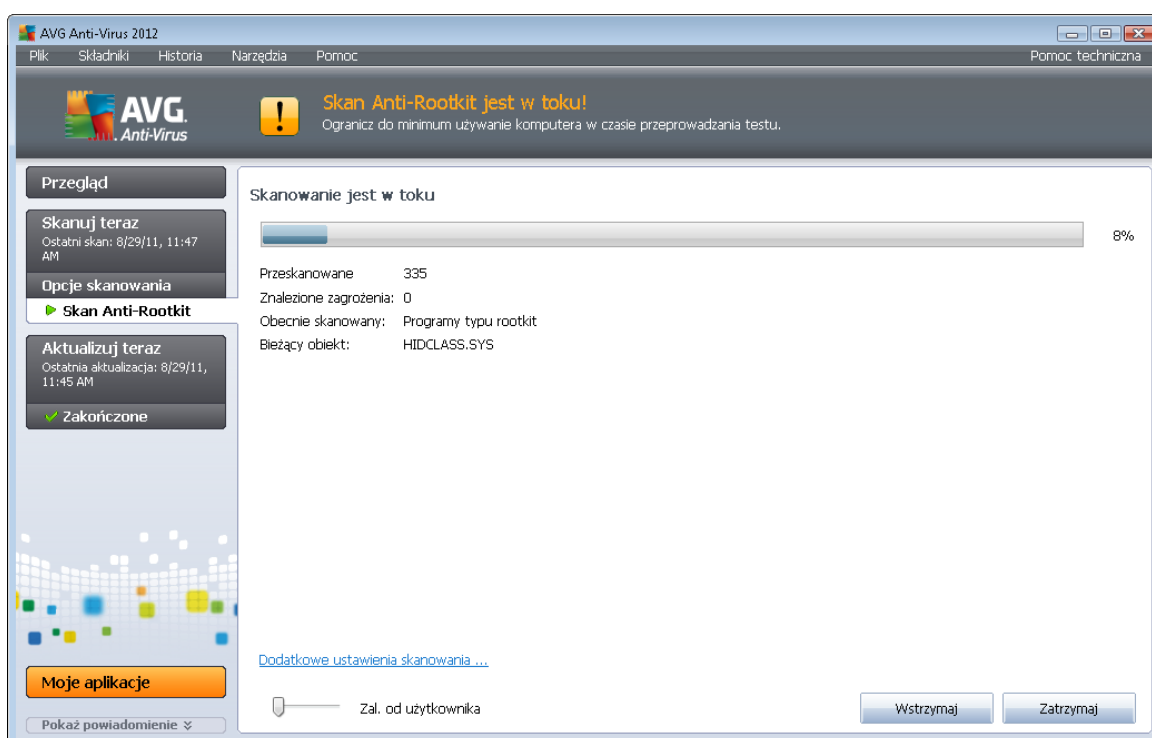 AVG Anti-Virus 2012
Plik Składniki Historia Narzędzia Pomoc Pomoc techniczna
AVG.
Anti-Virus
Skan Anti-Rootkit jest w toku!
Ogranicz do minimum używanie komputera w czasie przeprowadzania testu.
Przegląd
Skanuj teraz
Ostatni skan: 8/29/11, 11:47
AM
Opcje skanowania
Skan Anti-Rootkit
Aktualizuj teraz
Ostatnia aktualizacja: 8/29/11,
11:45 AM
Zakończone
Moje aplikacje
Pokaż powiadomienie
Skanowanie jest w toku
8%
Przeskanowane 335
Znalezione zagrożenia: 0
Obecnie skanowany: Programy typu rootkit
Bieżący obiekt: HIDCLASS.SYS
Dodatkowe ustawienia skanowania ...
Zal. od użytkownika
Wstrzymaj Zatrzymaj